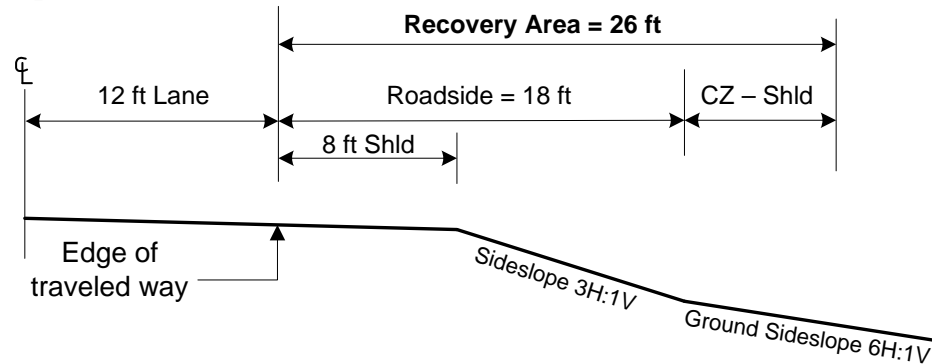 Recovery Area = 26 ft
℄
12 ft Lane
Roadside = 18 ft
CZ – Shld
8 ft Shld
Edge of
traveled way
Sideslope 3H:1V
Ground Sideslope 6H:1V